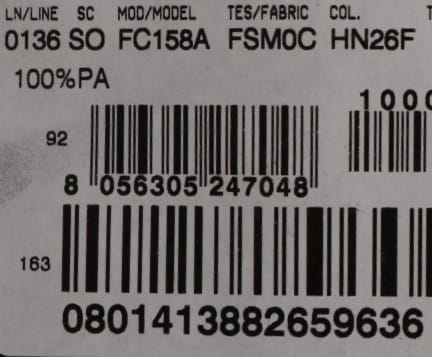 LN/LINE SC MOD/MODEL TES/FABRIC COL.
0136 SO FC158A FSM0C HN26F
100%PA
1000
92
8 056305 247048
163
0801413882659636